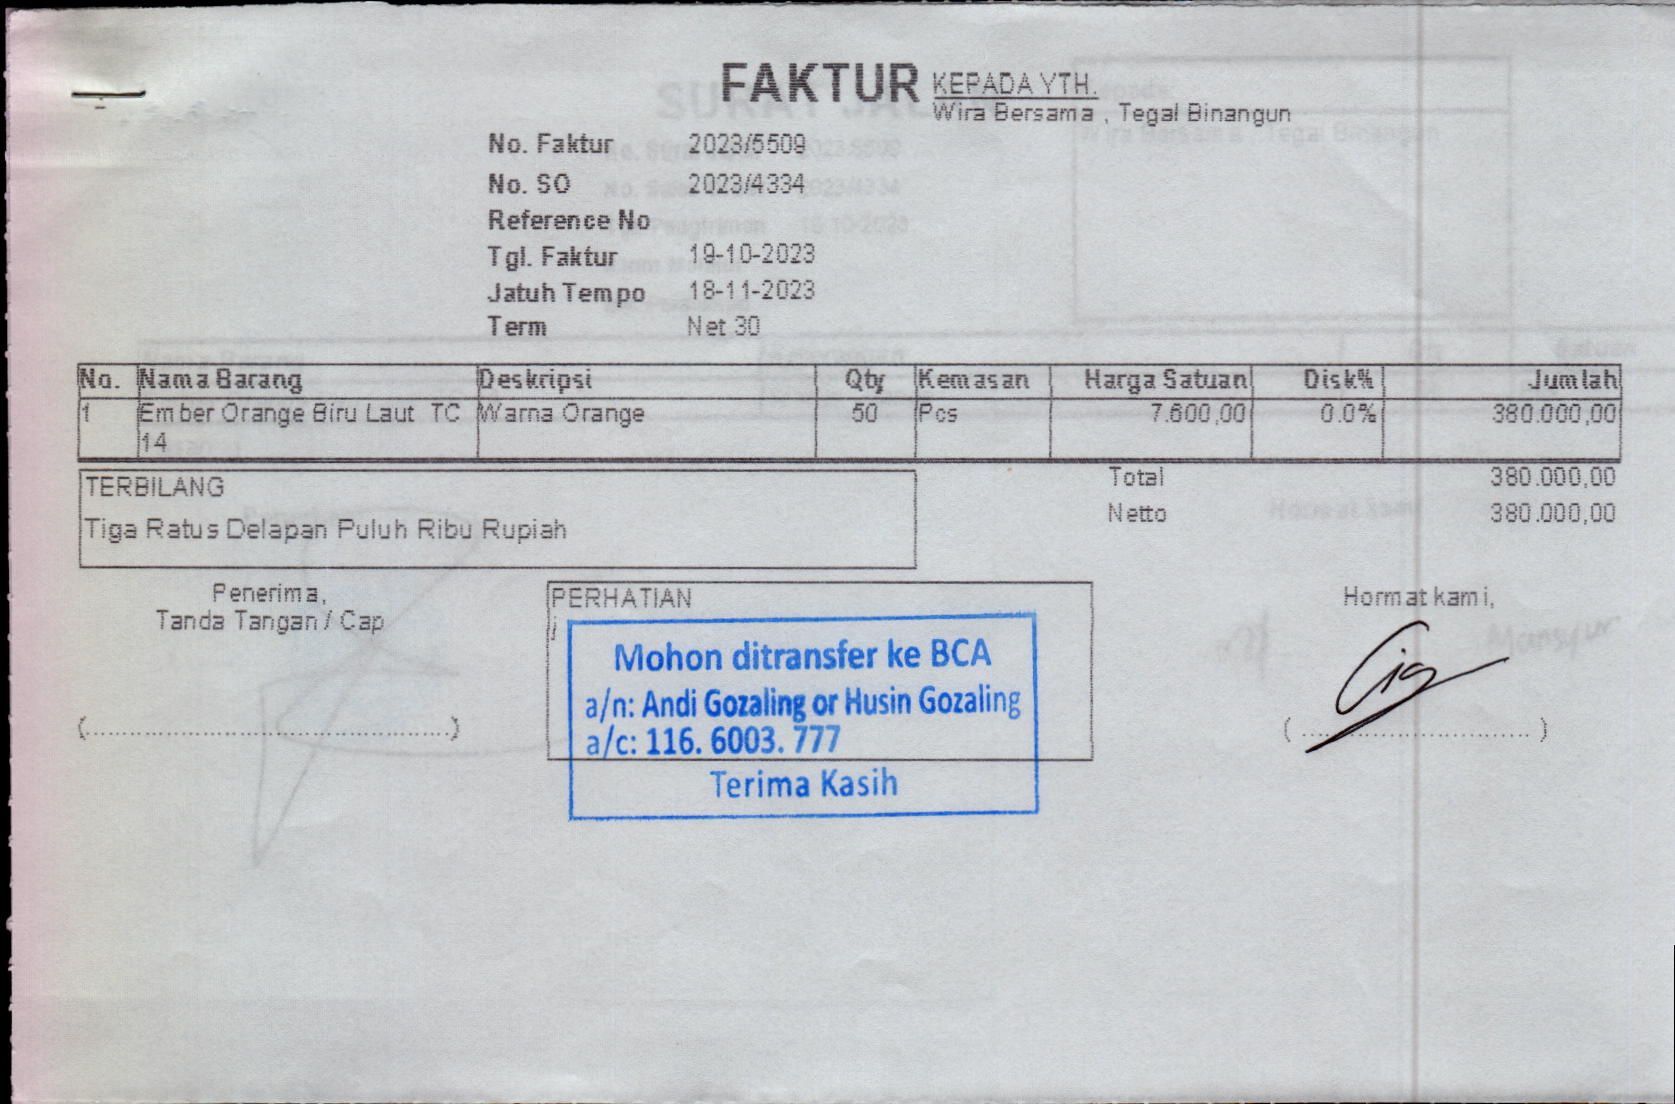 FAKTUR
KEPADA YTH.
Wira Bersama , Tegal Binangun
No. Faktur 2023/5509
No. SO 2023/4334
Reference No
Tgl. Faktur 19-10-2023
Jatuh Tempo 18-11-2023
Term Net 30
No. Nama Barang Deskripsi Qty Kemasan Harga Satuan Disk% Jumlah
1 Ember Orange Biru Laut TC Warna Orange 50 Pcs 7.600,00 0.0% 380.000,00
14
Total 380.000,00
Netto 380.000,00
TERBILANG
Tiga Ratus Delapan Puluh Ribu Rupiah
Penerima,
Tanda Tangan / Cap
(..........................................)
PERHATIAN
Mohon ditransfer ke BCA
a/n: Andi Gozaling or Husin Gozaling
a/c: 116. 6003. 777
Terima Kasih
Hormat kami,
(..........................................)